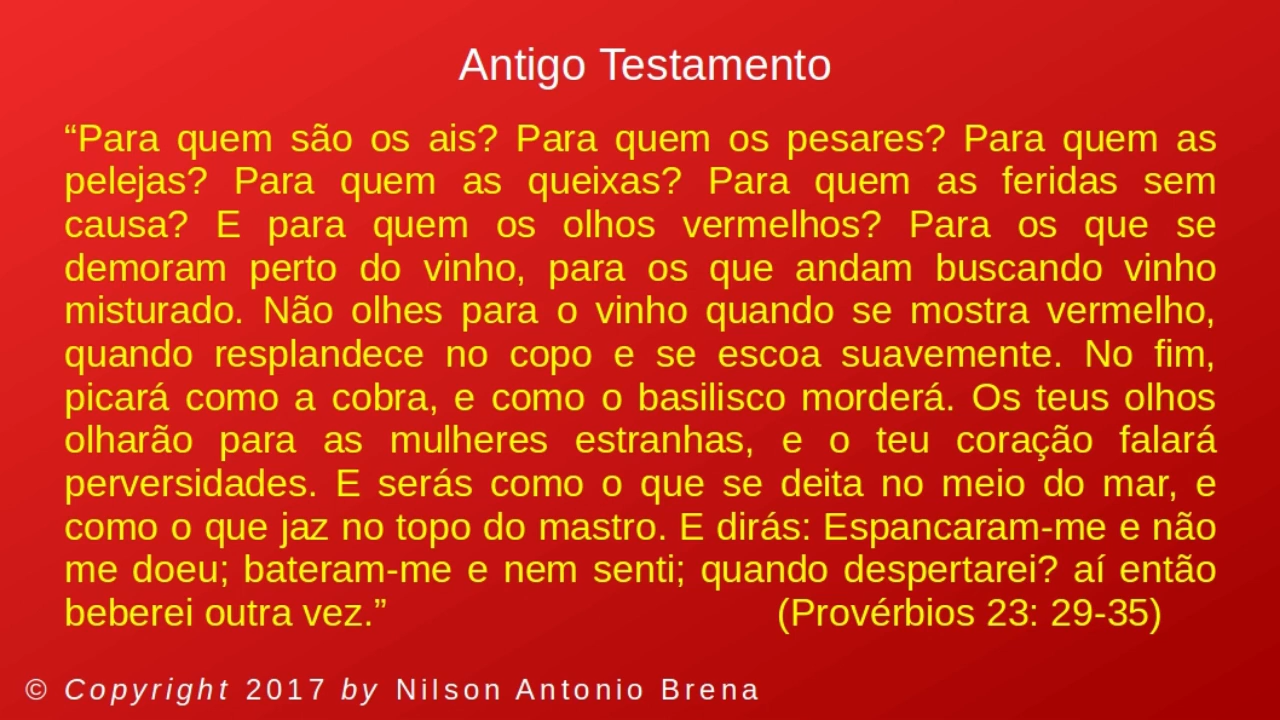 Antigo Testamento
“Para quem são os ais? Para quem os pesares? Para quem as
pelejas? Para quem as queixas? Para quem as feridas sem
causa? E para quem os olhos vermelhos? Para os que se
demoram perto do vinho, para os que andam buscando vinho
misturado. Não olhes para o vinho quando se mostra vermelho,
quando resplandece no copo e se escoa suavemente. No fim,
picará como a cobra, e como o basilisco morderá. Os teus olhos
olharão para as mulheres estranhas, e o teu coração falará
perversidades. E serás como o que se deita no meio do mar, e
como o que jaz no topo do mastro. E dirás: Espancaram-me e não
me doeu; bateram-me e nem senti; quando despertarei? aí então
beberei outra vez.” (Provérbios 23: 29-35)
© Copyright 2017 by Nilson Antonio Brena